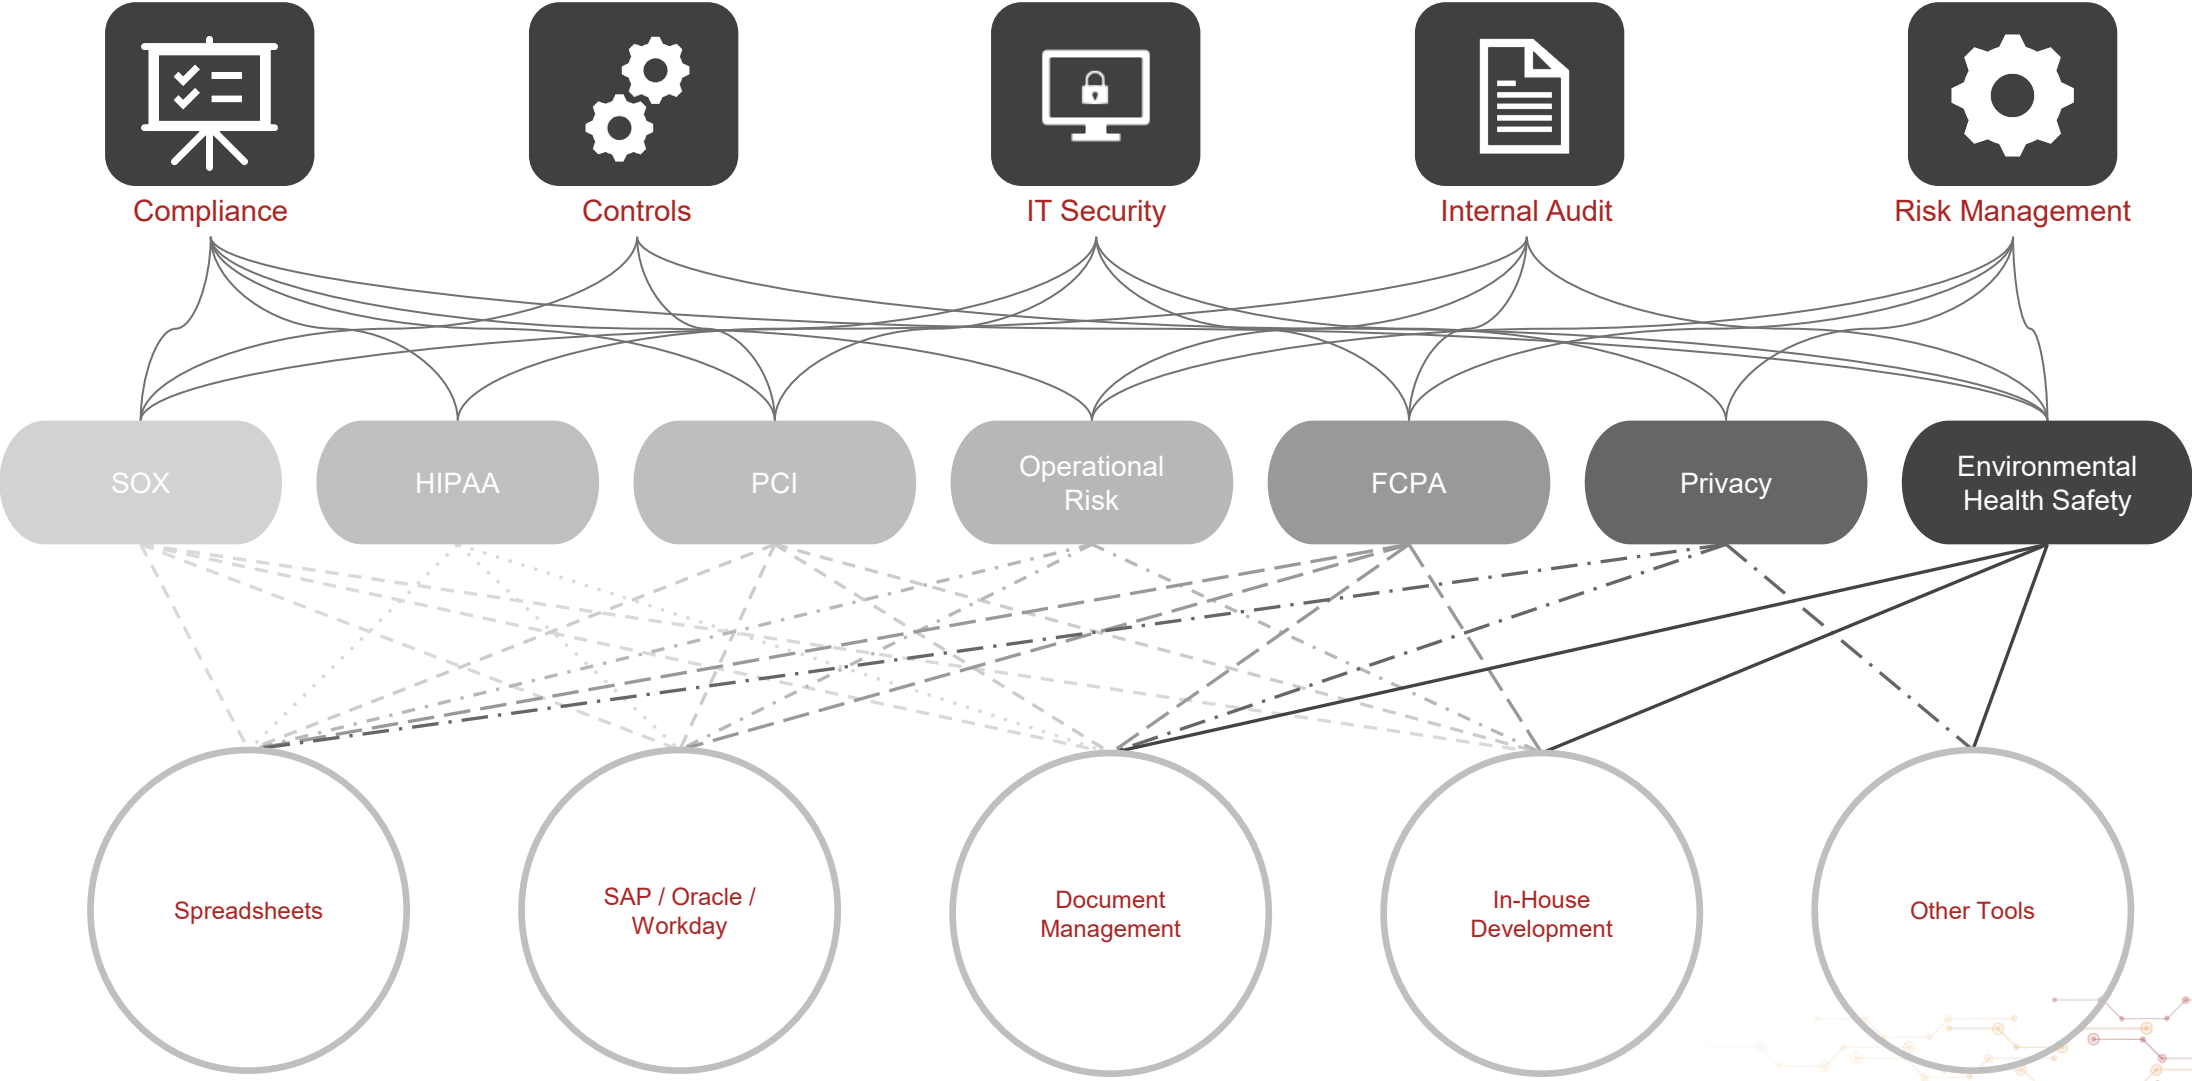 Compliance
Controls
IT Security
Internal Audit
Risk Management
SOX
HIPAA
PCI
Operational
Risk
FCPA
Privacy
Environmental
Health Safety
Spreadsheets
SAP / Oracle /
Workday
Document
Management
In-House
Development
Other Tools